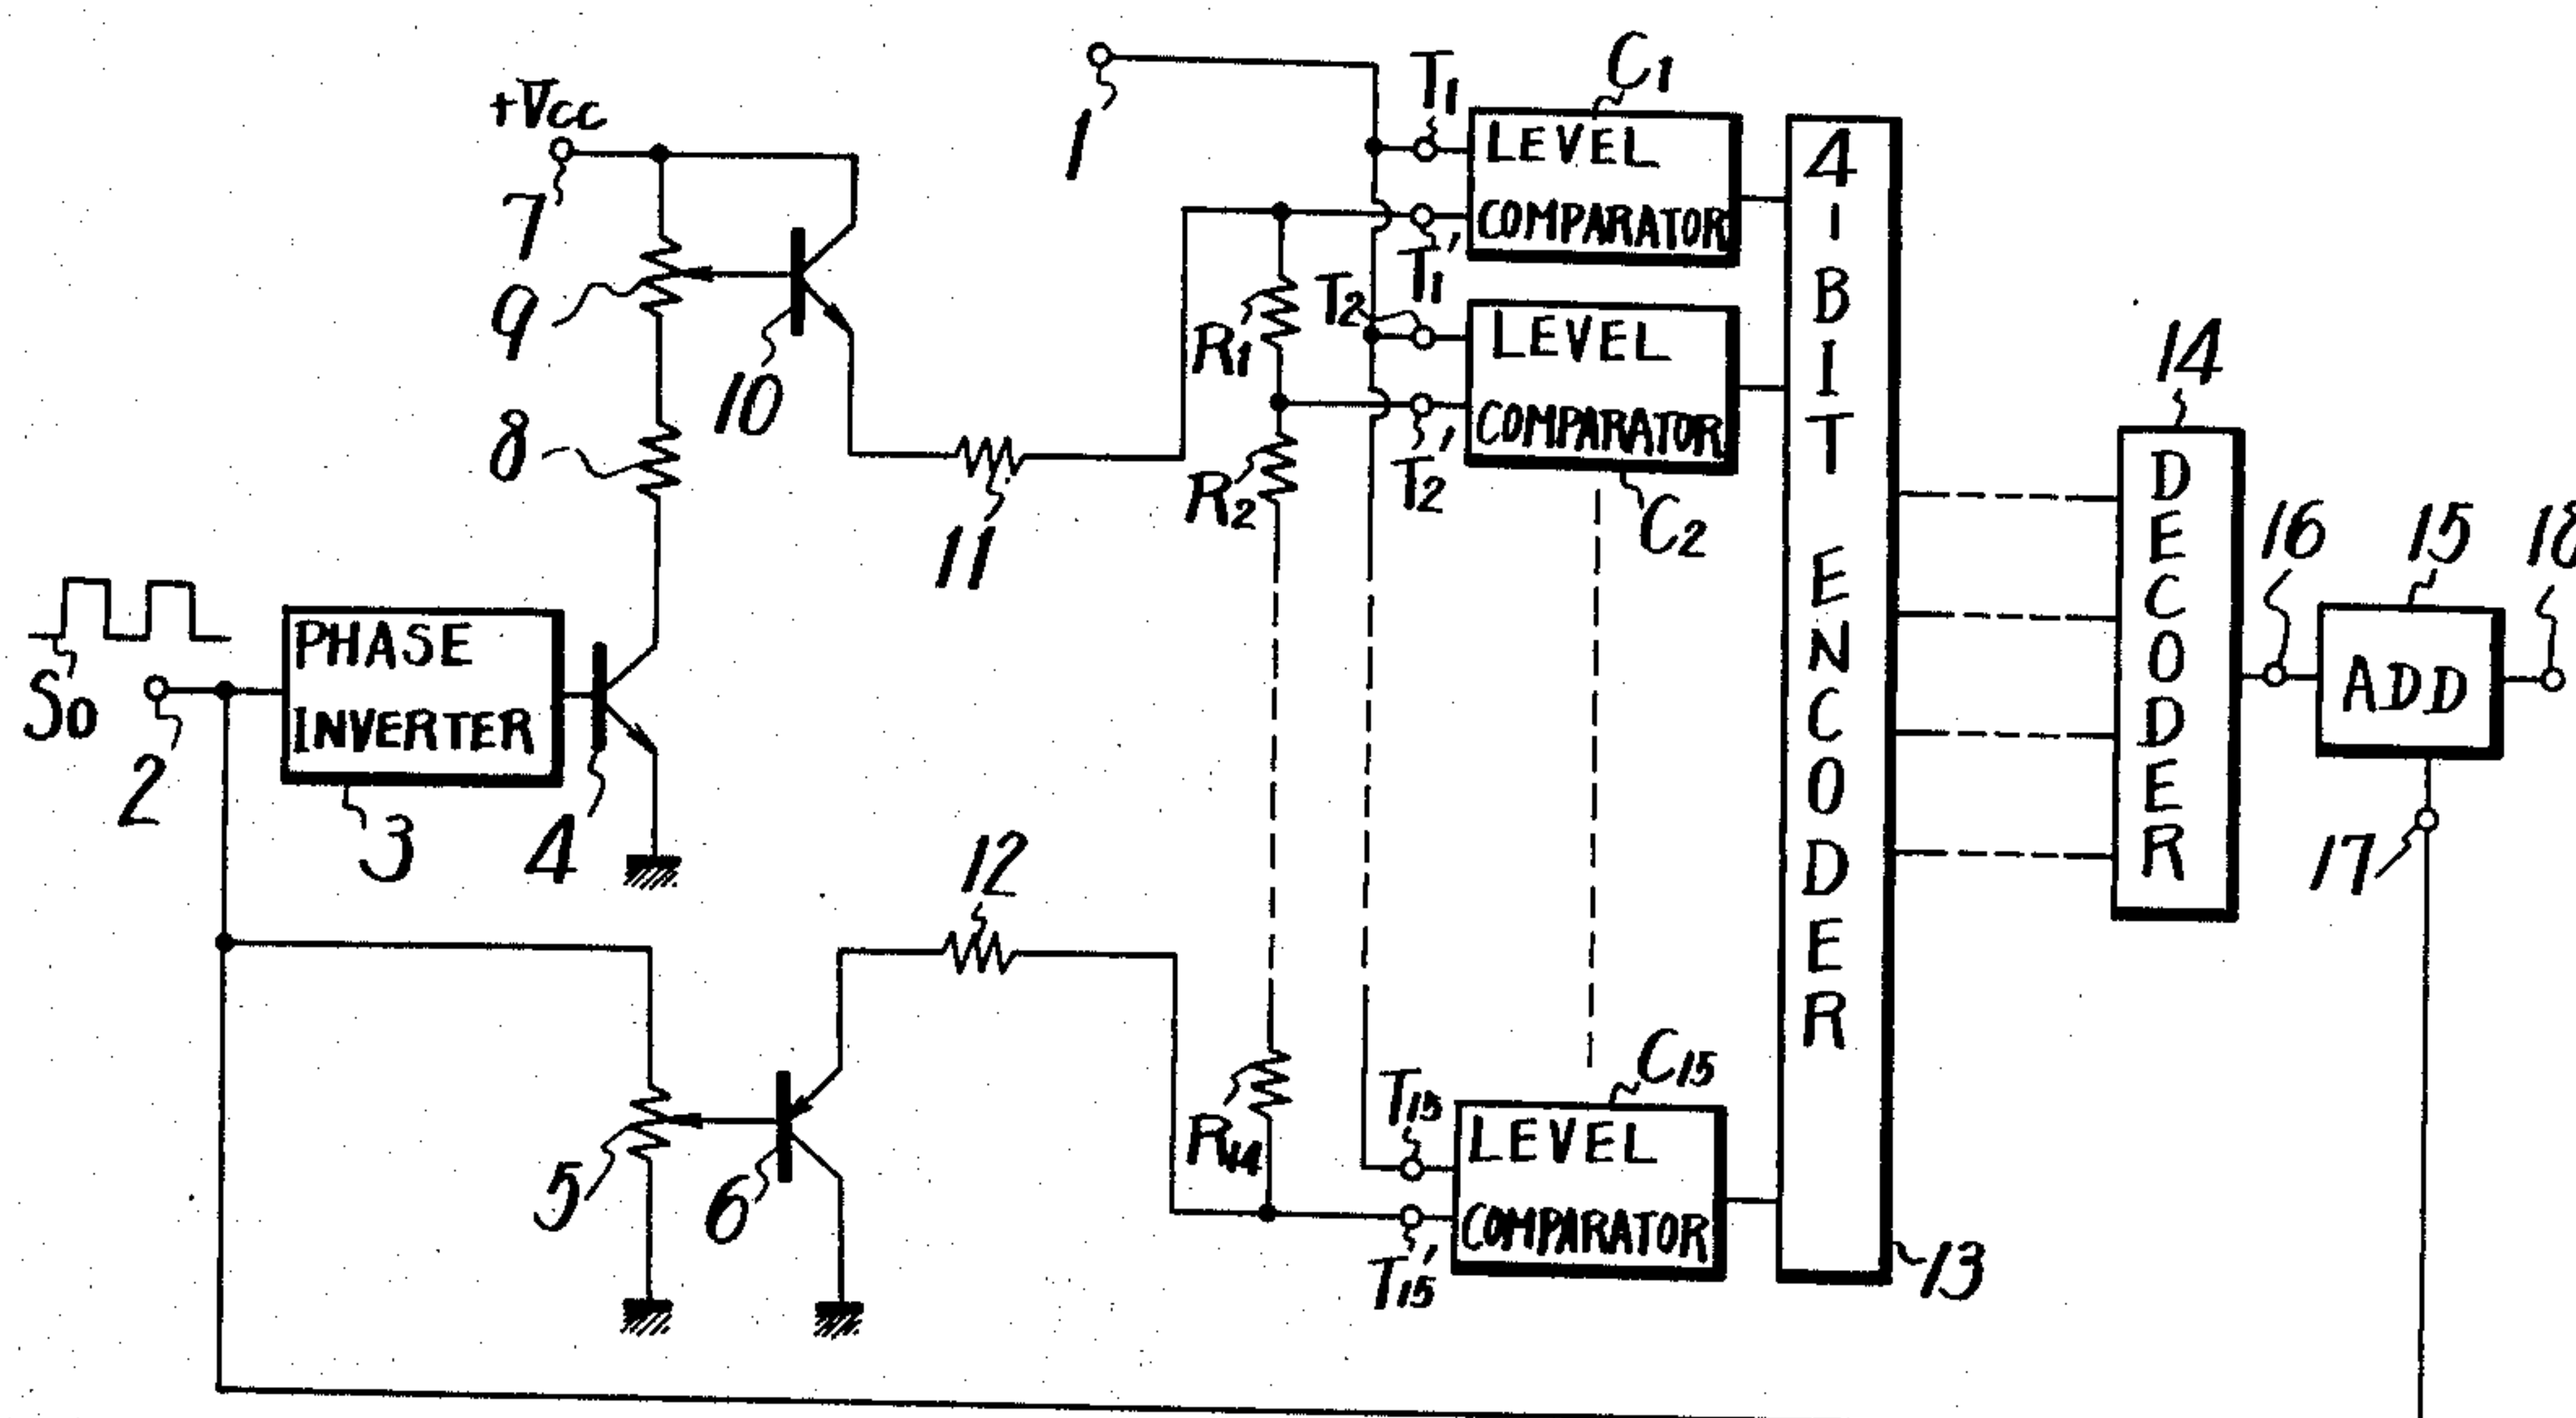 1
T1
C1
LEVEL
COMPARATOR
T1'
+Vcc
7
9
10
8
11
R1
R2
T2
LEVEL
COMPARATOR
T2'
C2
4-BIT ENCODER
14
DECODER
16
15
18
ADD
17
S0
2
PHASE
INVERTER
3
4
12
5
6
R14
T15
C15
LEVEL
COMPARATOR
T15'
13